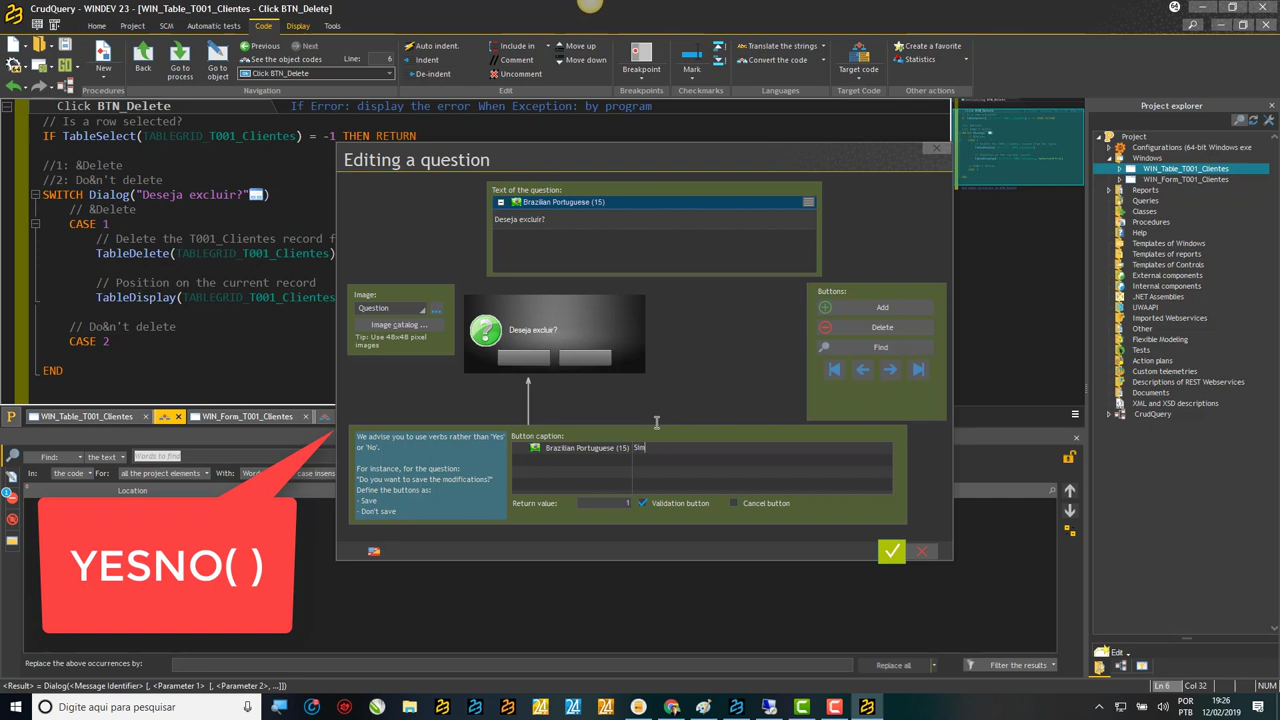 CrudQuery - WINDEV 23 - [WIN_Table_T001_Clientes - Click BTN_Delete]
64
Home Project SCM Automatic tests Code Display Tools
New
Procedures
Back
Go to process
Go to object
Previous Next
See the object codes Line: 6
Click BTN_Delete
Navigation
Auto indent.
Indent
De-indent
Include in
Comment
Uncomment
Edit
Move up
Move down
Breakpoint
Breakpoints
Mark
Checkmarks
Translate the strings
Convert the code
Languages
Target code
Target Code
Create a favorite
Statistics
Other actions
Click BTN_Delete If Error: display the error When Exception: by program
// Is a row selected?
IF TableSelect(TABLEGRID_T001_Clientes) = -1 THEN RETURN
//1: &Delete
//2: Do&n't delete
SWITCH Dialog("Deseja excluir?")
// &Delete
CASE 1
// Delete the T001_Clientes record f
TableDelete(TABLEGRID_T001_Clientes)
// Position on the current record
TableDisplay(TABLEGRID_T001_Clientes
// Do&n't delete
CASE 2
END
Editing a question
Text of the question:
Brazilian Portuguese (15)
Deseja excluir?
Image:
Question
Image catalog ...
Tip: Use 48x48 pixel
images
Deseja excluir?
Buttons:
Add
Delete
Find
We advise you to use verbs rather than 'Yes'
or 'No'.
For instance, for the question:
"Do you want to save the modifications?"
Define the buttons as:
- Save
- Don't save
Button caption:
Brazilian Portuguese (15) Sim
Return value: 1 Validation button Cancel button
Project explorer
Project
Configurations (64-bit Windows exe
Windows
WIN_Table_T001_Clientes
WIN_Form_T001_Clientes
Reports
Queries
Classes
Procedures
Help
Templates of Windows
Templates of reports
Templates of Controls
External components
Internal components
.NET Assemblies
UWAAPI
Imported Webservices
Other
Flexible Modeling
Tests
Action plans
Custom telemetries
Descriptions of REST Webservices
Documents
XML and XSD descriptions
CrudQuery
Edit
WIN_Table_T001_Clientes WIN_Form_T001_Clientes
Find: the text Words to find
In: the code For: all the project elements Case insens
Location
YESNO( )
Replace the above occurrences by: Replace all Filter the results
<Result> = Dialog(<Message Identifier> [, <Parameter 1> [, <Parameter 2>, ...]]) Ln 6 Col 32 NUM
Digite aqui para pesquisar
24 24 24
POR
PTB
19:26
12/02/2019